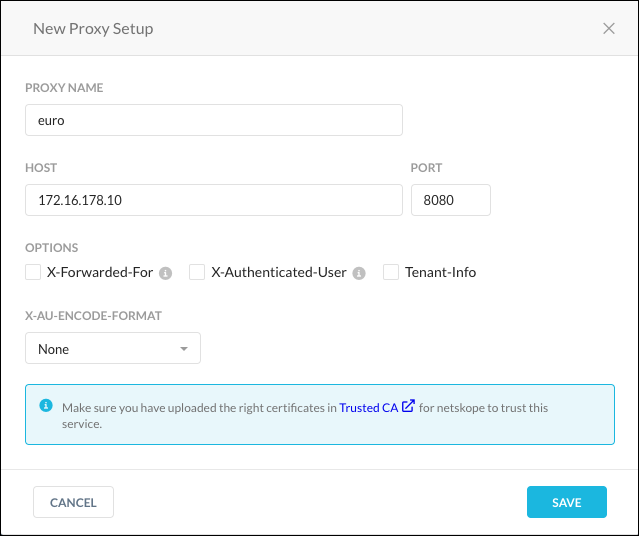 New Proxy Setup
PROXY NAME
euro
HOST
PORT
172.16.178.10
8080
OPTIONS
X-Forwarded-For
X-Authenticated-User
Tenant-Info
X-AU-ENCODE-FORMAT
None
Make sure you have uploaded the right certificates in Trusted CA for netskope to trust this
service.
CANCEL
SAVE